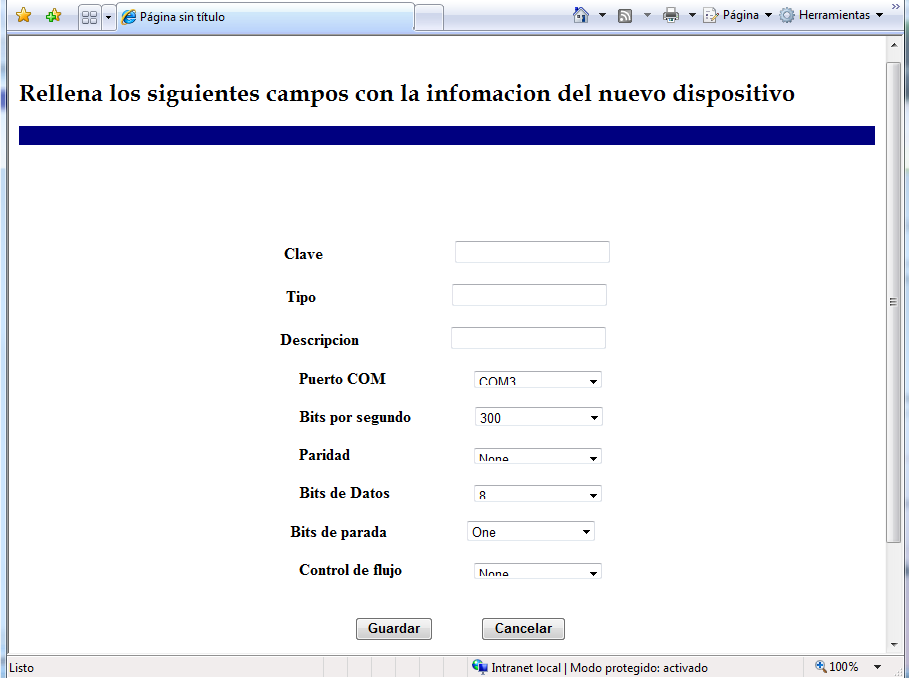 Página sin título
Página
Herramientas
»
Rellena los siguientes campos con la infomacion del nuevo dispositivo
Clave
Tipo
Descripcion
Puerto COM COM3
Bits por segundo 300
Paridad None
Bits de Datos 8
Bits de parada One
Control de flujo None
Guardar Cancelar
Listo Intranet local | Modo protegido: activado 100%